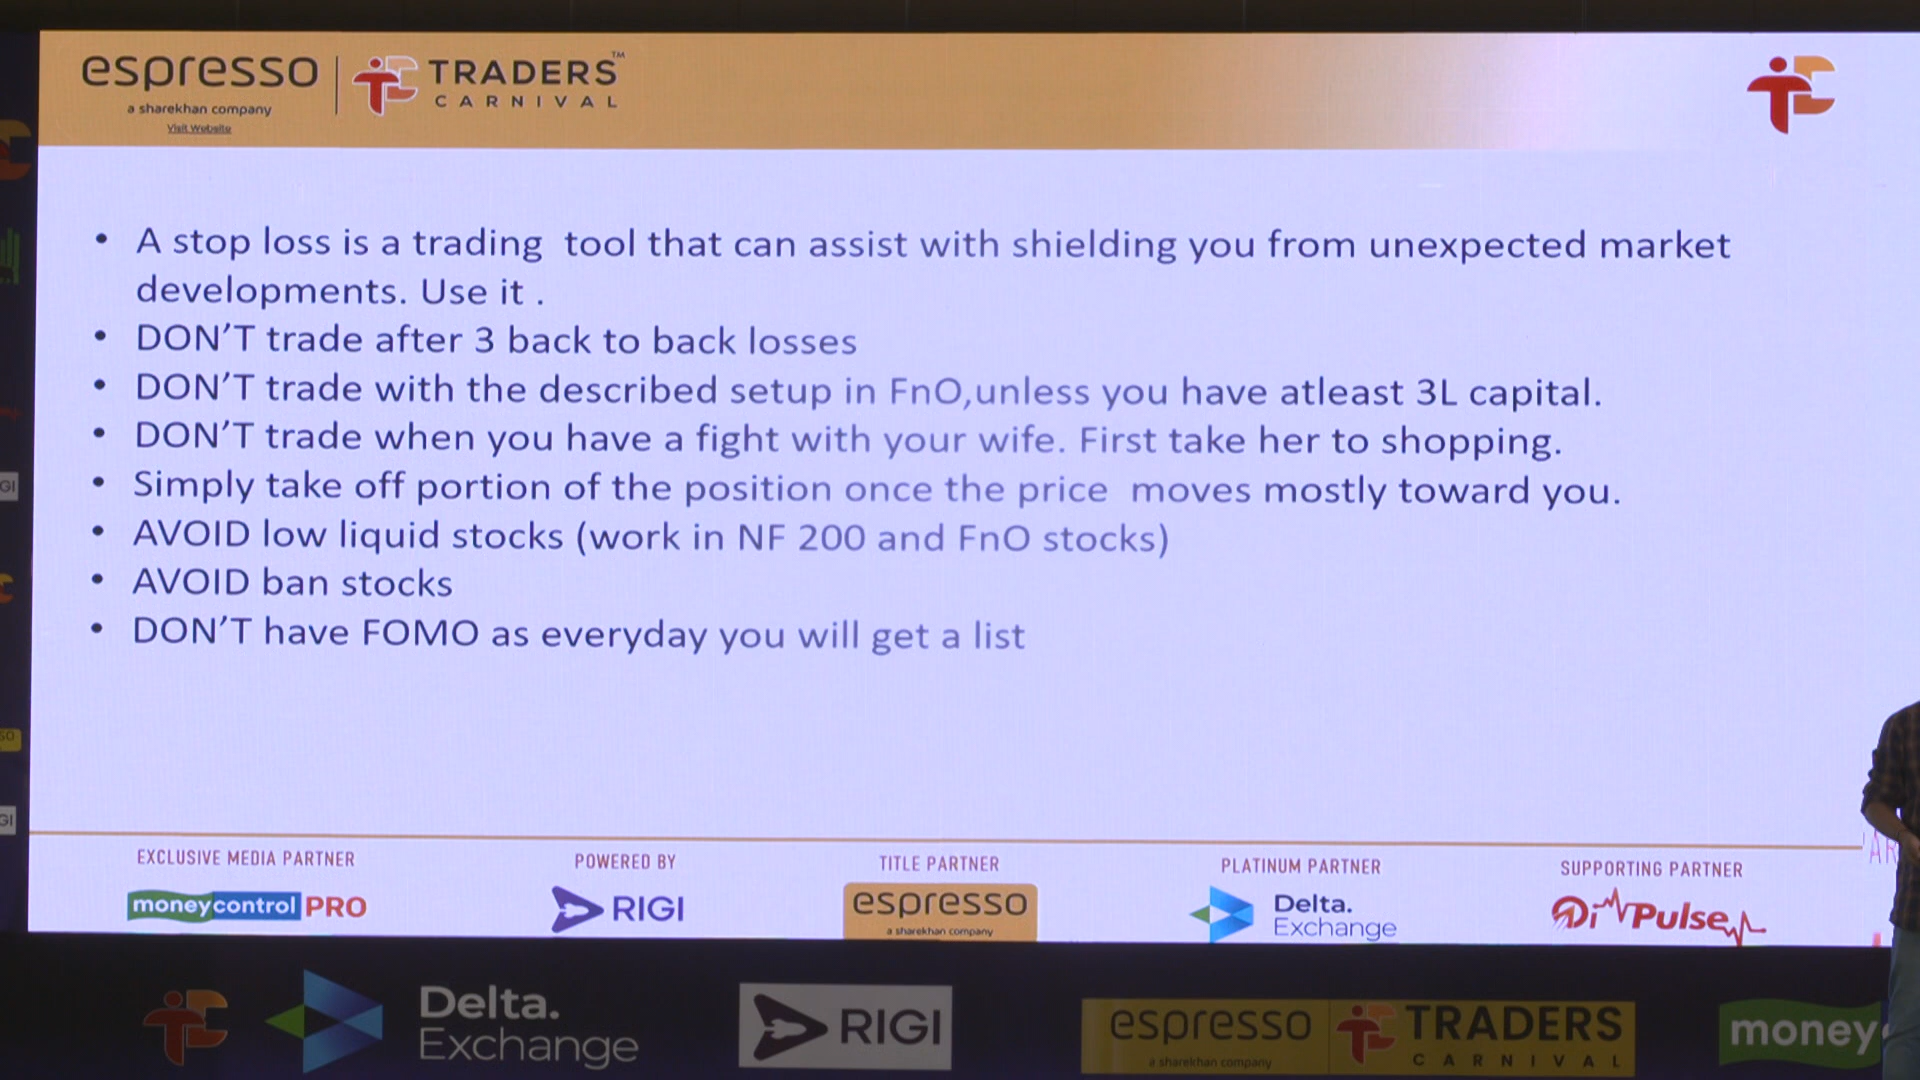 espresso
a sharekhan company
Visit Website
TRADERS™
CARNIVAL
• A stop loss is a trading tool that can assist with shielding you from unexpected market
developments. Use it .
• DON'T trade after 3 back to back losses
• DON'T trade with the described setup in FnO,unless you have atleast 3L capital.
• DON'T trade when you have a fight with your wife. First take her to shopping.
• Simply take off portion of the position once the price moves mostly toward you.
• AVOID low liquid stocks (work in NF 200 and FnO stocks)
• AVOID ban stocks
• DON'T have FOMO as everyday you will get a list
EXCLUSIVE MEDIA PARTNER
moneycontrol PRO
POWERED BY
RIGI
TITLE PARTNER
espresso
a sharekhan company
PLATINUM PARTNER
Delta.
Exchange
SUPPORTING PARTNER
Pulse
Delta.
Exchange
RIGI
espresso
a sharekhan company
TRADERS
CARNIVAL
money